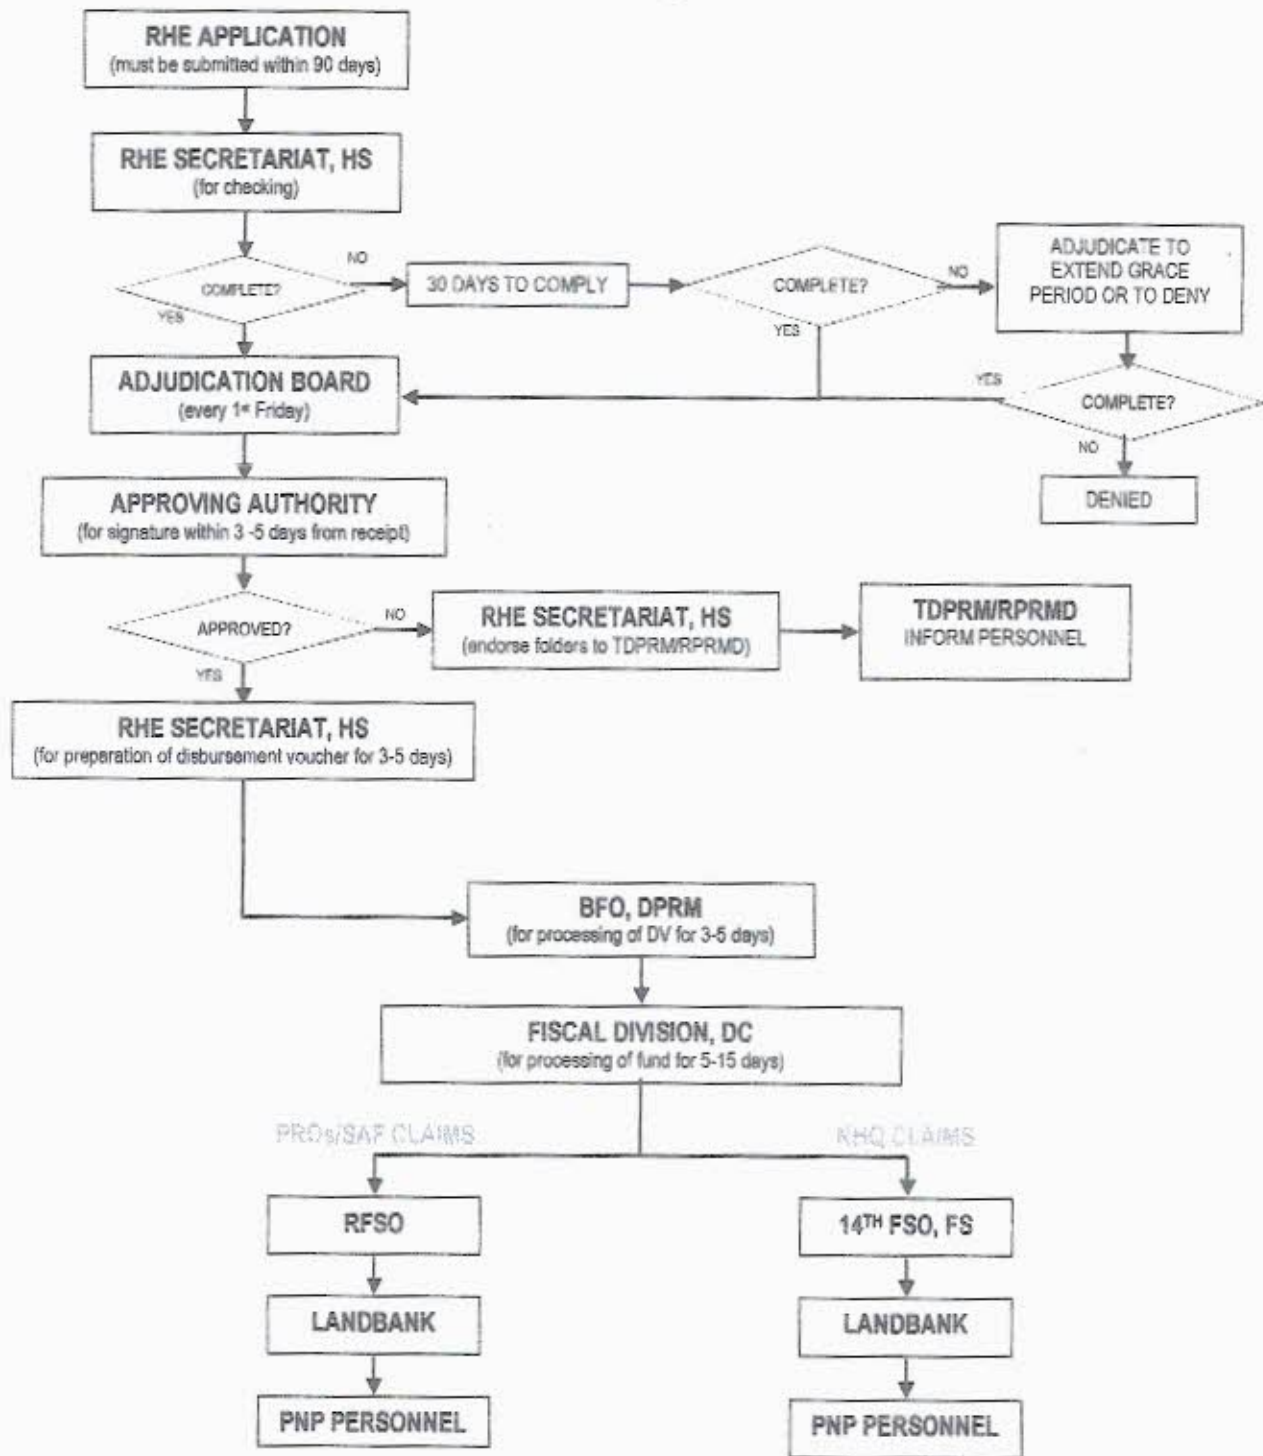 RHE APPLICATION
(must be submitted within 90 days)
RHE SECRETARIAT, HS
(for checking)
COMPLETE?
NO
YES
30 DAYS TO COMPLY
COMPLETE?
NO
YES
ADJUDICATE TO
EXTEND GRACE
PERIOD OR TO DENY
COMPLETE?
YES
NO
DENIED
ADJUDICATION BOARD
(every 1st Friday)
APPROVING AUTHORITY
(for signature within 3 -5 days from receipt)
APPROVED?
NO
YES
RHE SECRETARIAT, HS
(endorse folders to TDPRM/RPRMD)
TDPRM/RPRMD
INFORM PERSONNEL
RHE SECRETARIAT, HS
(for preparation of disbursement voucher for 3-5 days)
BFO, DPRM
(for processing of DV for 3-5 days)
FISCAL DIVISION, DC
(for processing of fund for 5-15 days)
PROs/SAF CLAIMS
NHQ CLAIMS
RFSO
LANDBANK
PNP PERSONNEL
14TH FSO, FS
LANDBANK
PNP PERSONNEL